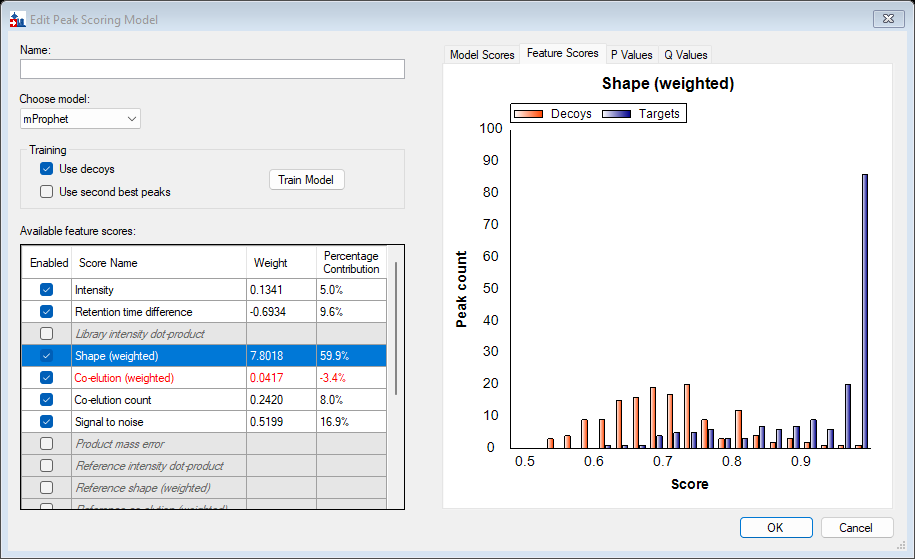 Edit Peak Scoring Model
Name:
Choose model:
mProphet
Training
Use decoys
Use second best peaks
Train Model
Available feature scores:
Enabled Score Name Weight Percentage Contribution
Intensity 0.1341 5.0%
Retention time difference -0.6934 9.6%
Library intensity dot-product
Shape (weighted) 7.8018 59.9%
Co-elution (weighted) 0.0417 -3.4%
Co-elution count 0.2420 8.0%
Signal to noise 0.5199 16.9%
Product mass error
Reference intensity dot-product
Reference shape (weighted)
Reference co-elution (weighted)
Model Scores Feature Scores P Values Q Values
Shape (weighted)
Decoys Targets
100
90
80
70
60
50
40
30
20
10
0
Peak count
0.5 0.6 0.7 0.8 0.9
Score
OK Cancel